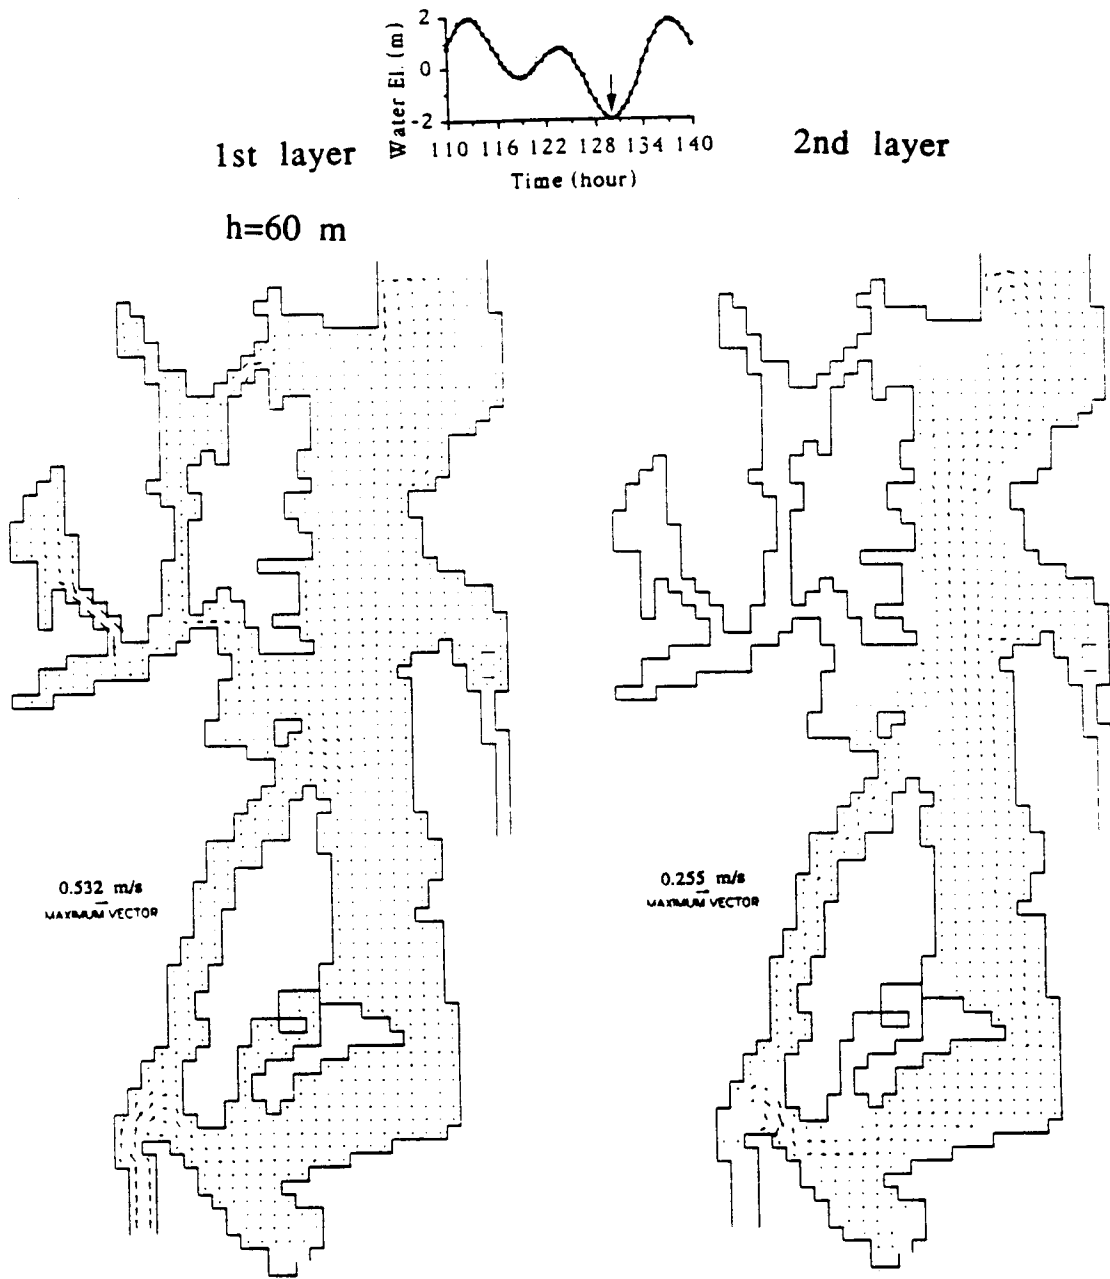 2
0
-2
Water El. (m)
110 116 122 128 134 140
Time (hour)
1st layer
2nd layer
h=60 m
0.532 m/s
MAXIMUM VECTOR
0.255 m/s
MAXIMUM VECTOR